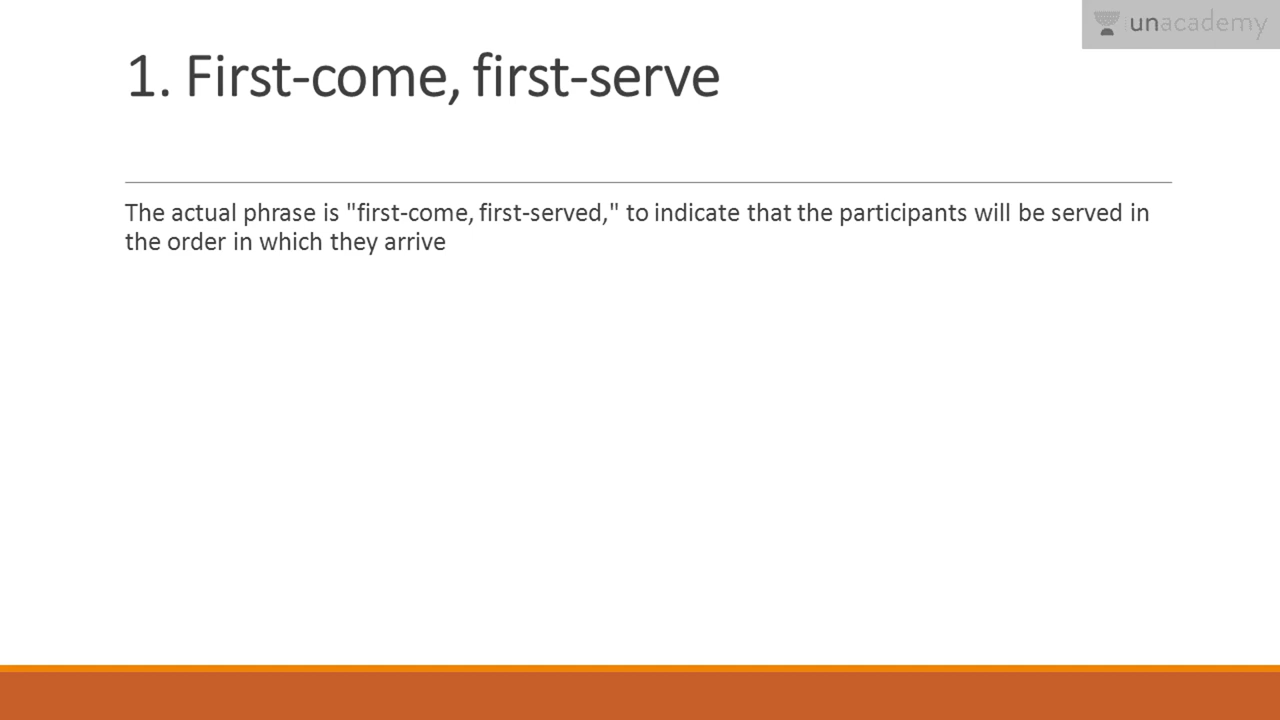 unacademy
1. First-come, first-serve
The actual phrase is "first-come, first-served," to indicate that the participants will be served in
the order in which they arrive